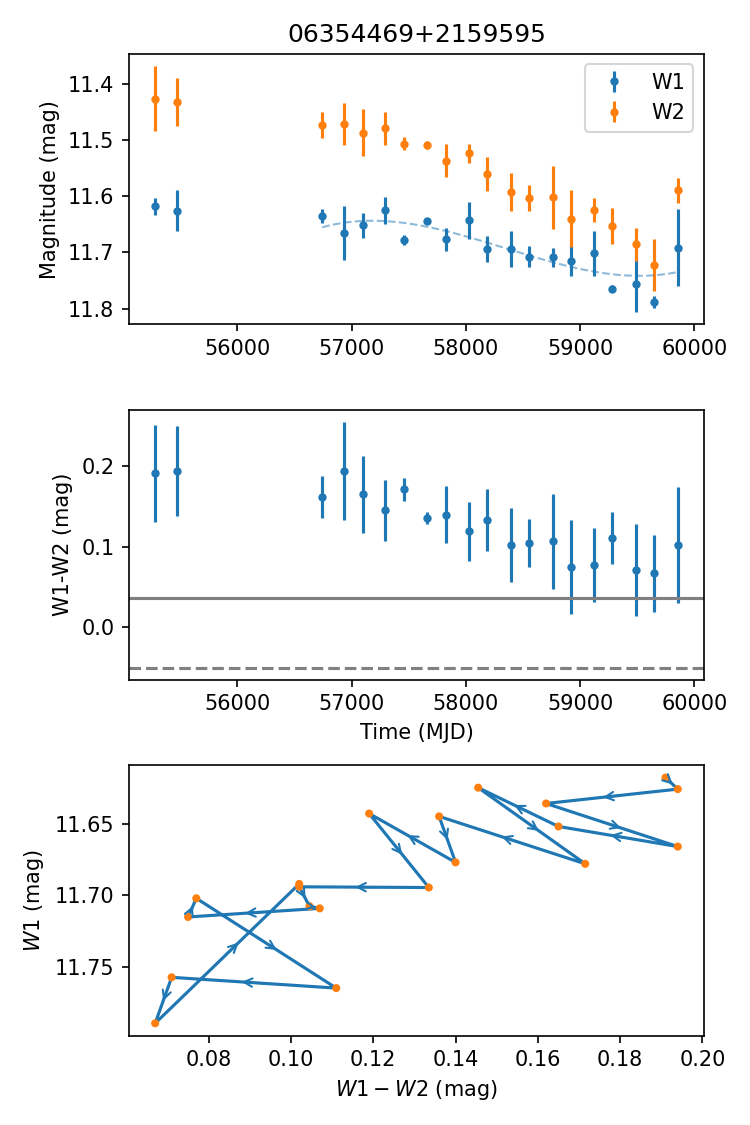 06354469+2159595
Magnitude (mag)
11.4
11.5
11.6
11.7
11.8
W1
W2
56000 57000 58000 59000 60000
W1-W2 (mag)
0.2
0.1
0.0
56000 57000 58000 59000 60000
Time (MJD)
W1 (mag)
11.65
11.70
11.75
0.08 0.10 0.12 0.14 0.16 0.18 0.20
W1 − W2 (mag)